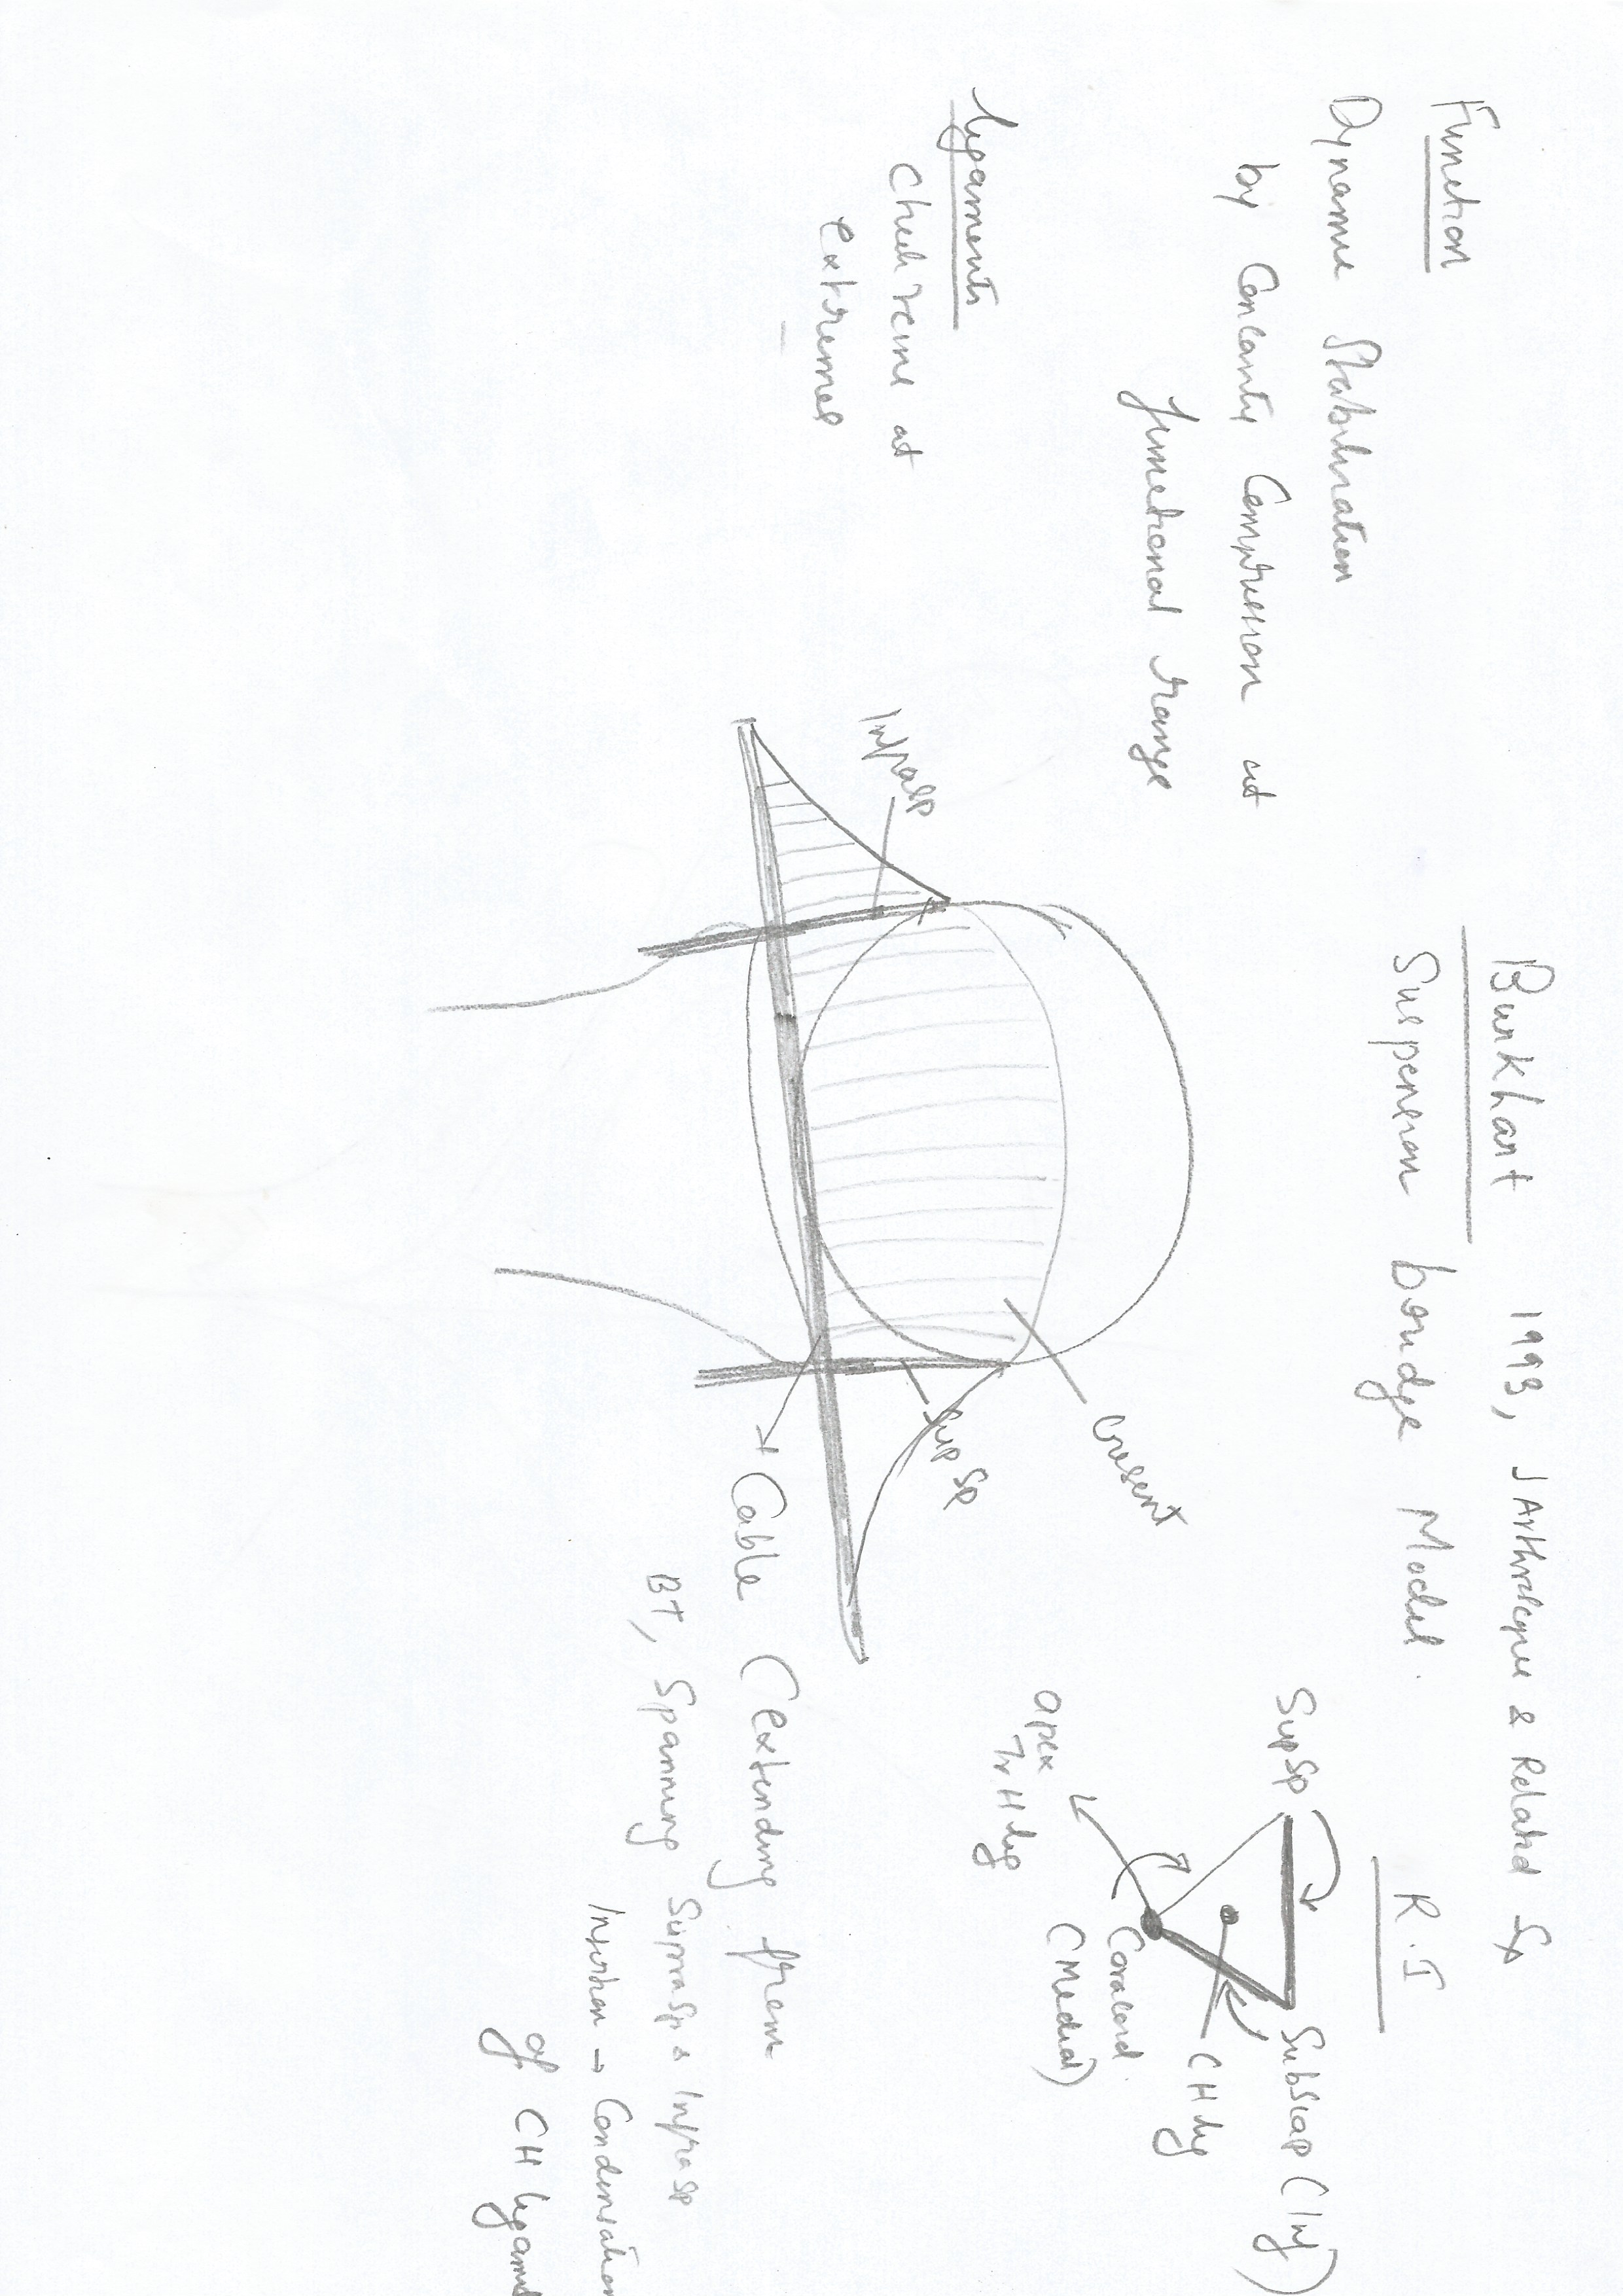 Burkhart 1993, J Arthroscopy & Related Sx
Suspension bridge Model.
Function
Dynamic Stabilisation
by Concavity Compression at
functional range
ligaments
Check reins at
extremes
R.I
SupSp
Subscap (Inf)
CH lig
Coracoid
(Medial)
apex
Tr H lig
Cresent
Sup Sp
Infrasp
Cable (extending from
BT, Spanning SupraSp & InfraSp
Insertion → Condensation
of CH ligament